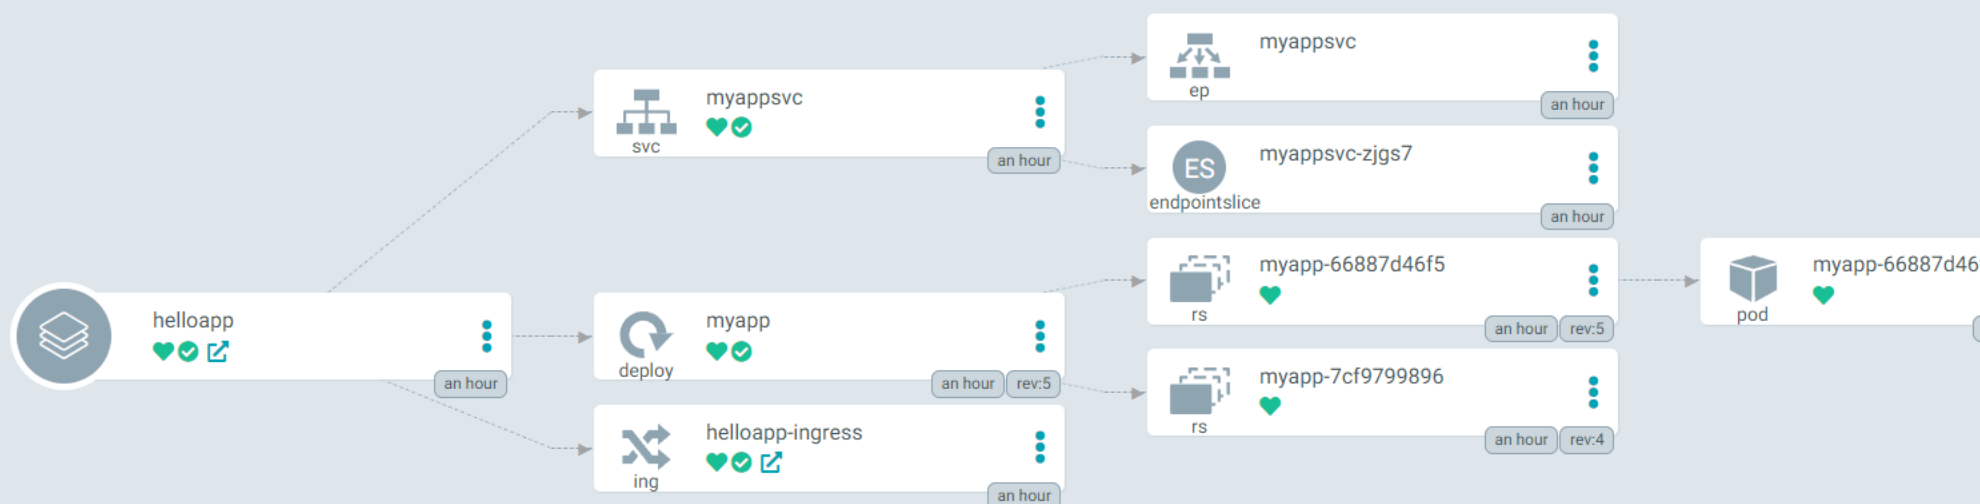 helloapp
an hour
myappsvc
svc
an hour
myapp
deploy
an hour rev:5
helloapp-ingress
ing
an hour
myappsvc
ep
an hour
myappsvc-zjgs7
ES
endpointslice
an hour
myapp-66887d46f5
rs
an hour rev:5
myapp-7cf9799896
rs
an hour rev:4
myapp-66887d46
pod